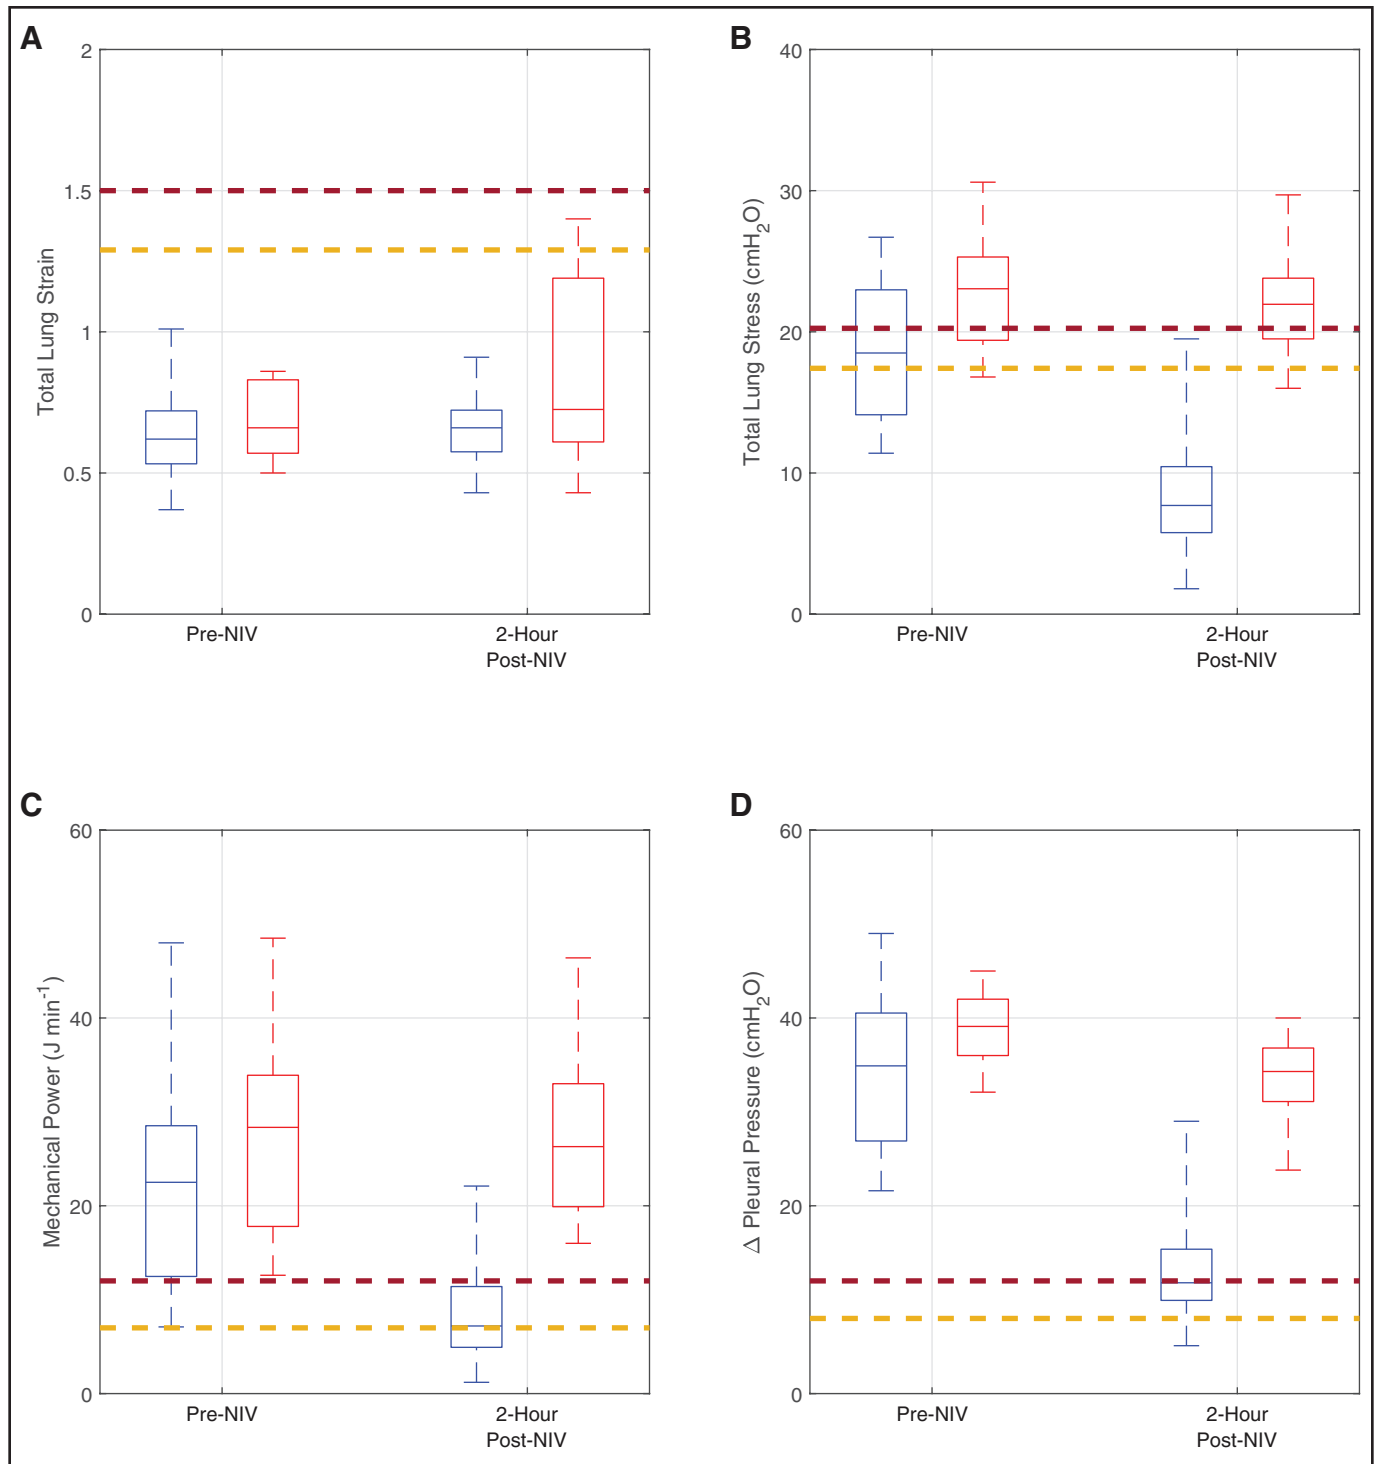 A
2
1.5
1
0.5
0
Total Lung Strain
Pre-NIV
2-Hour
Post-NIV
B
40
30
20
10
0
Total Lung Stress (cmH₂O)
Pre-NIV
2-Hour
Post-NIV
C
60
40
20
0
Mechanical Power (J min⁻¹)
Pre-NIV
2-Hour
Post-NIV
D
60
40
20
0
Δ Pleural Pressure (cmH₂O)
Pre-NIV
2-Hour
Post-NIV